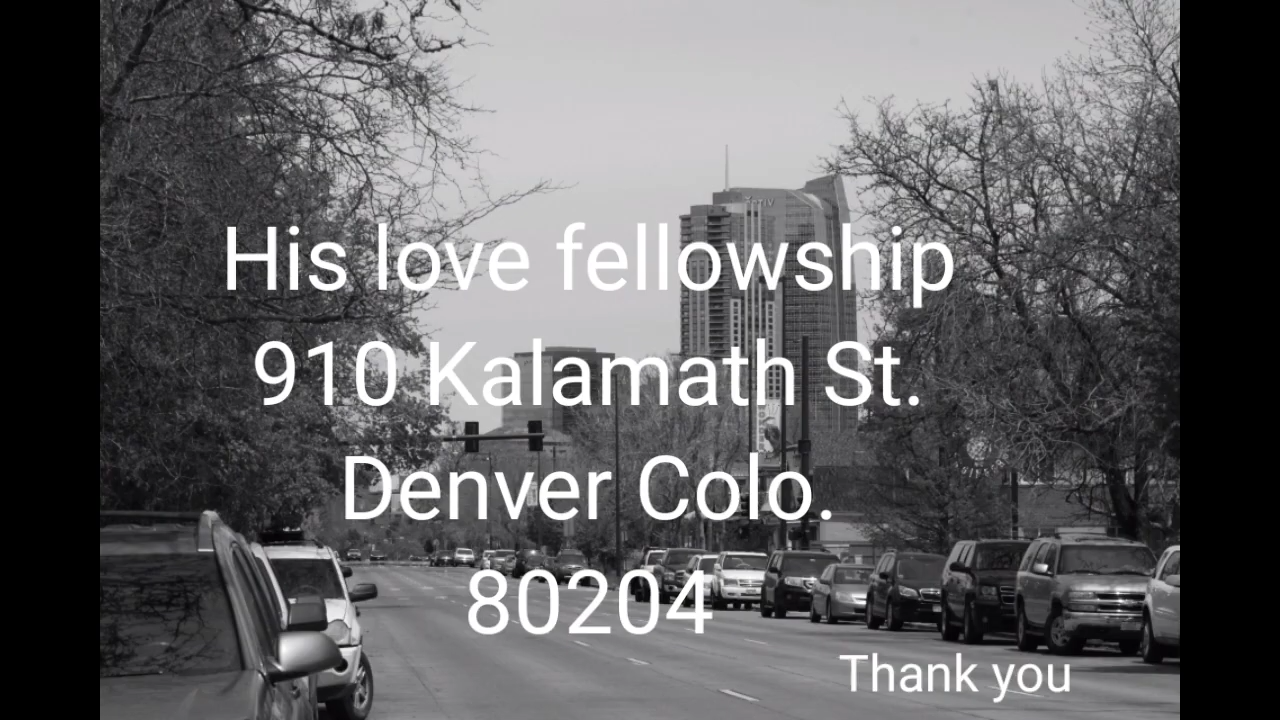 His love fellowship
910 Kalamath St.
Denver Colo.
80204
Thank you